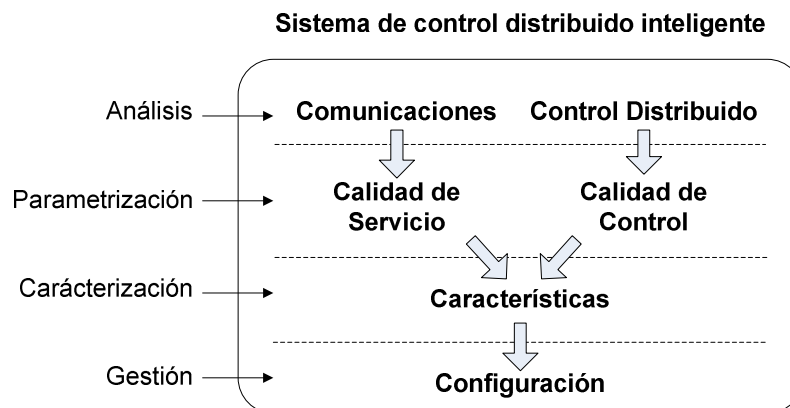 Sistema de control distribuido inteligente
Análisis
Comunicaciones
Control Distribuido
Parametrización
Calidad de
Servicio
Calidad de
Control
Carácterización
Características
Gestión
Configuración